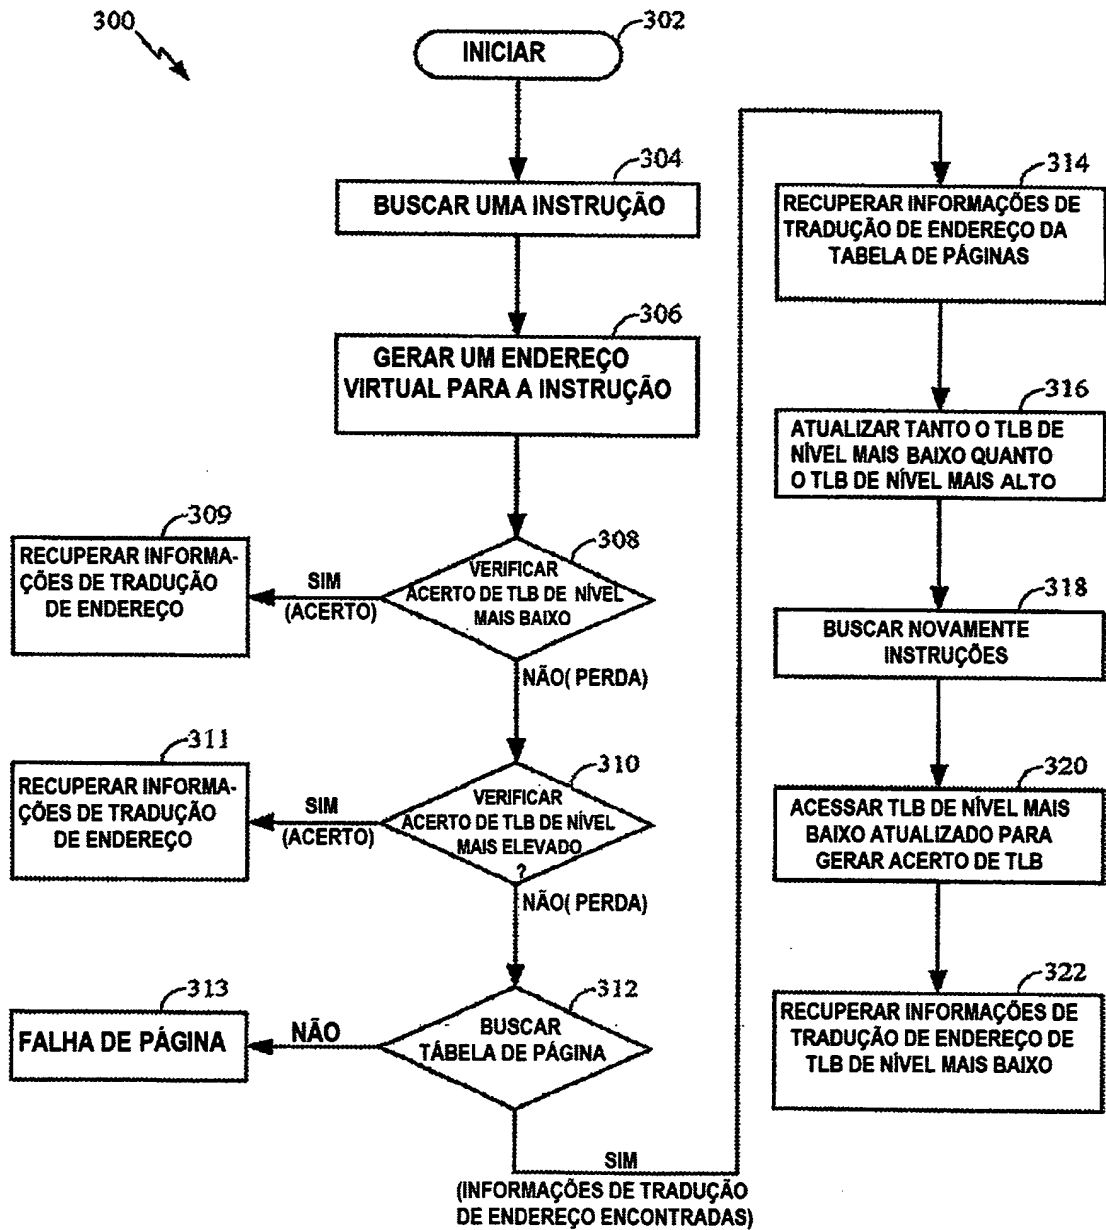 300
302
INICIAR
304
BUSCAR UMA INSTRUÇÃO
306
GERAR UM ENDEREÇO
VIRTUAL PARA A INSTRUÇÃO
309
RECUPERAR INFORMA-
ÇÕES DE TRADUÇÃO
DE ENDEREÇO
SIM
(ACERTO)
308
VERIFICAR
ACERTO DE TLB DE NÍVEL
MAIS BAIXO
NÃO( PERDA)
311
RECUPERAR INFORMA-
ÇÕES DE TRADUÇÃO
DE ENDEREÇO
SIM
(ACERTO)
310
VERIFICAR
ACERTO DE TLB DE NÍVEL
MAIS ELEVADO
?
NÃO( PERDA)
313
FALHA DE PÁGINA
NÃO
312
BUSCAR
TÁBELA DE PÁGINA
SIM
(INFORMAÇÕES DE TRADUÇÃO
DE ENDEREÇO ENCONTRADAS)
314
RECUPERAR INFORMAÇÕES DE
TRADUÇÃO DE ENDEREÇO DA
TABELA DE PÁGINAS
316
ATUALIZAR TANTO O TLB DE
NÍVEL MAIS BAIXO QUANTO
O TLB DE NÍVEL MAIS ALTO
318
BUSCAR NOVAMENTE
INSTRUÇÕES
320
ACESSAR TLB DE NÍVEL MAIS
BAIXO ATUALIZADO PARA
GERAR ACERTO DE TLB
322
RECUPERAR INFORMAÇÕES DE
TRADUÇÃO DE ENDEREÇO DE
TLB DE NÍVEL MAIS BAIXO